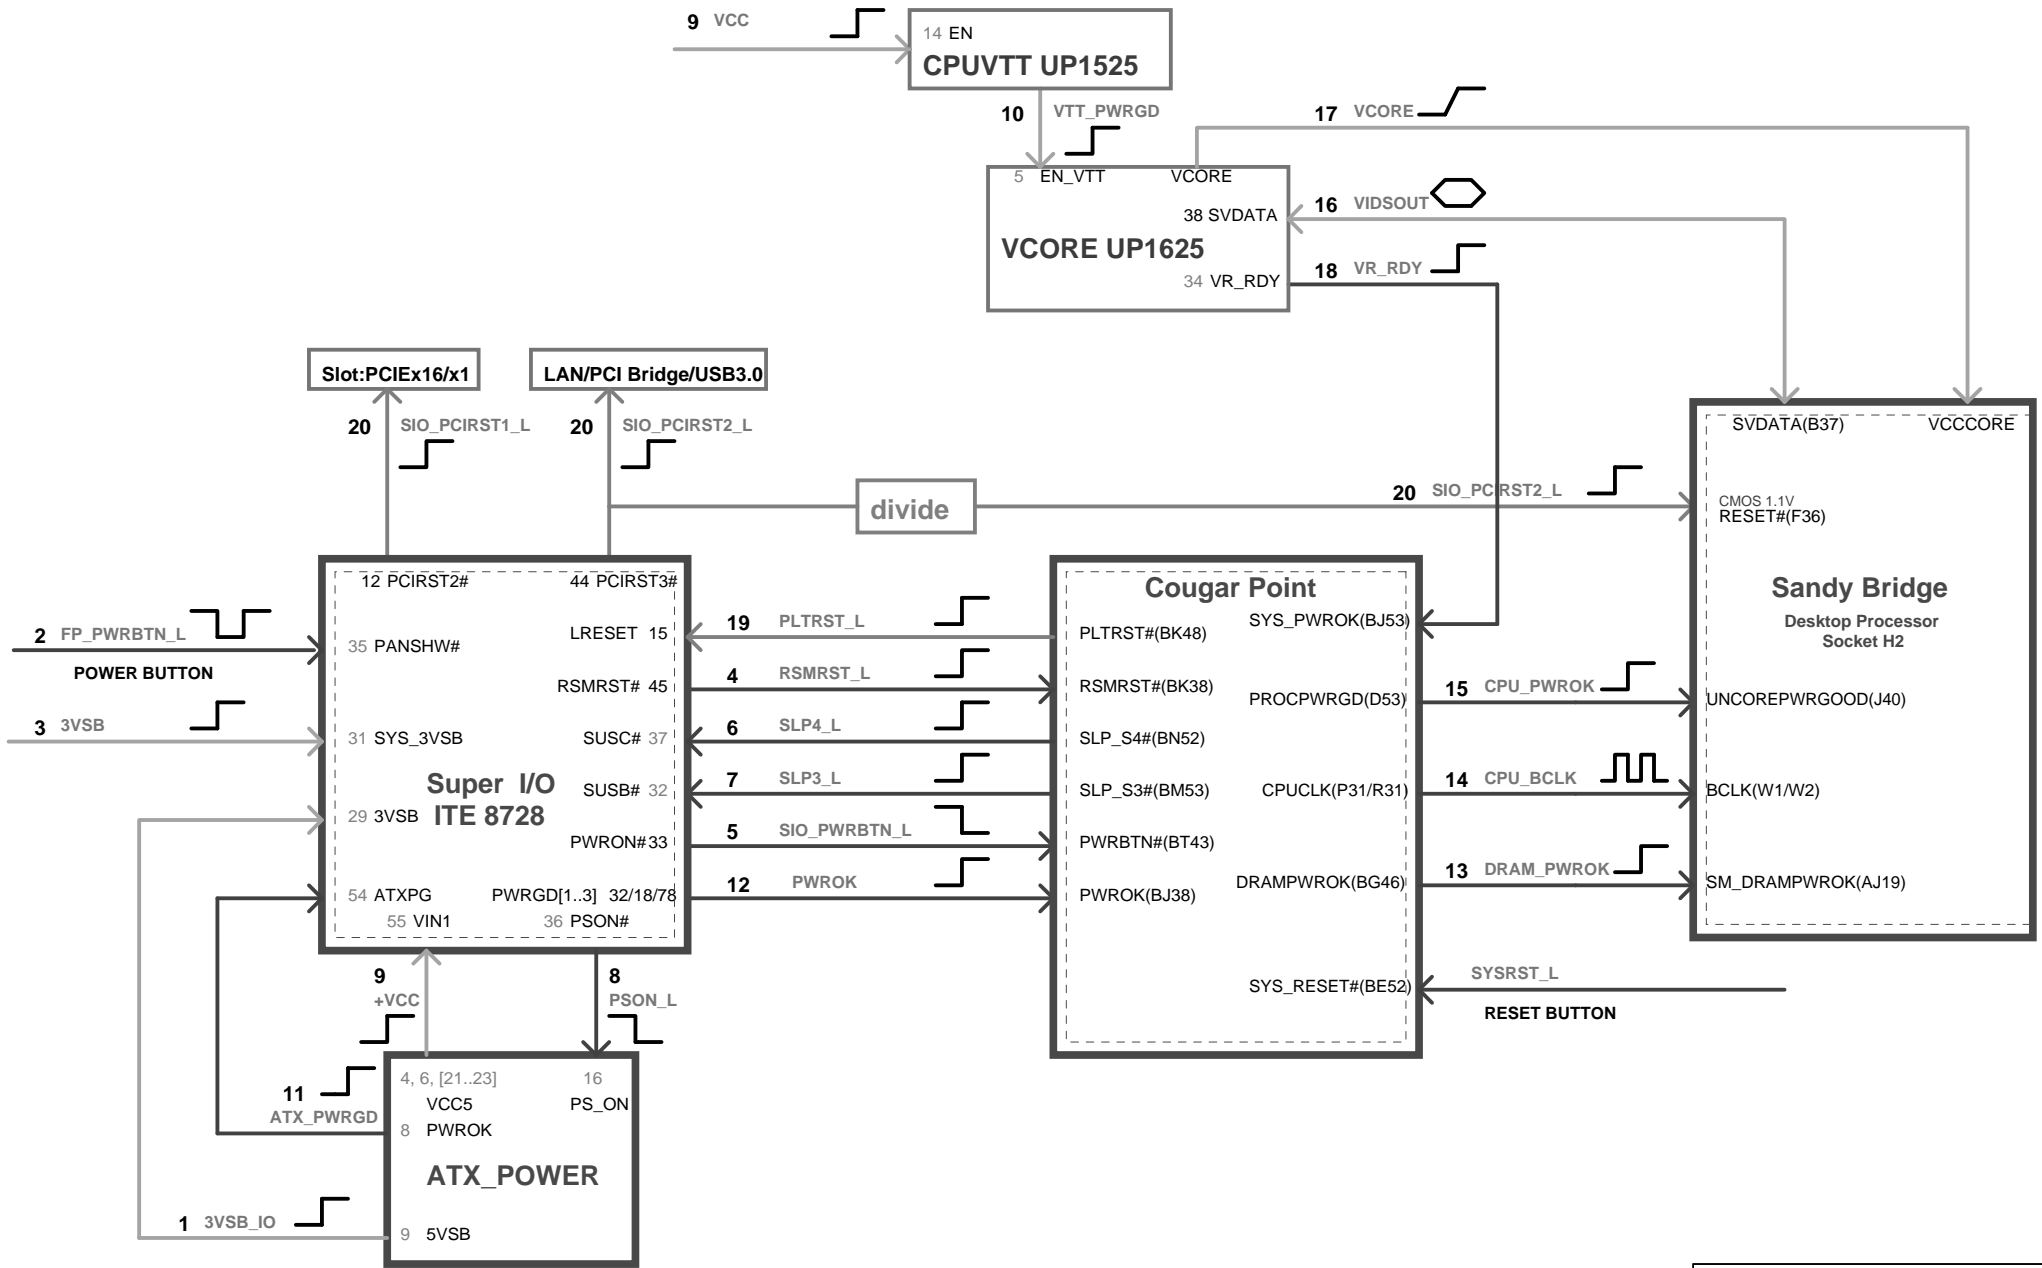 9 VCC
14 EN
CPUVTT UP1525
10 VTT_PWRGD
17 VCORE
5 EN_VTT VCORE
38 SVDATA
16 VIDSOUT
VCORE UP1625
34 VR_RDY
18 VR_RDY
Slot:PCIEx16/x1
LAN/PCI Bridge/USB3.0
20 SIO_PCIRST1_L
20 SIO_PCIRST2_L
divide
20 SIO_PCIRST2_L
SVDATA(B37) VCCCORE
CMOS 1.1V
RESET#(F36)
Sandy Bridge
Desktop Processor
Socket H2
UNCOREPWRGOOD(J40)
BCLK(W1/W2)
SM_DRAMPWROK(AJ19)
12 PCIRST2# 44 PCIRST3#
2 FP_PWRBTN_L
POWER BUTTON
35 PANSHW#
LRESET 15
RSMRST# 45
3 3VSB
31 SYS_3VSB
SUSC# 37
Super I/O
ITE 8728
SUSB# 32
29 3VSB
PWRON# 33
54 ATXPG PWRGD[1..3] 32/18/78
55 VIN1 36 PSON#
19 PLTRST_L
4 RSMRST_L
6 SLP4_L
7 SLP3_L
5 SIO_PWRBTN_L
12 PWROK
Cougar Point
SYS_PWROK(BJ53)
PLTRST#(BK48)
RSMRST#(BK38)
PROCPWRGD(D53)
SLP_S4#(BN52)
SLP_S3#(BM53)
CPUCLK(P31/R31)
PWRBTN#(BT43)
DRAMPWROK(BG46)
PWROK(BJ38)
SYS_RESET#(BE52)
15 CPU_PWROK
14 CPU_BCLK
13 DRAM_PWROK
SYSRST_L
RESET BUTTON
9
+VCC
8
PSON_L
11
ATX_PWRGD
4, 6, [21..23] 16
VCC5 PS_ON
8 PWROK
ATX_POWER
1 3VSB_IO
9 5VSB